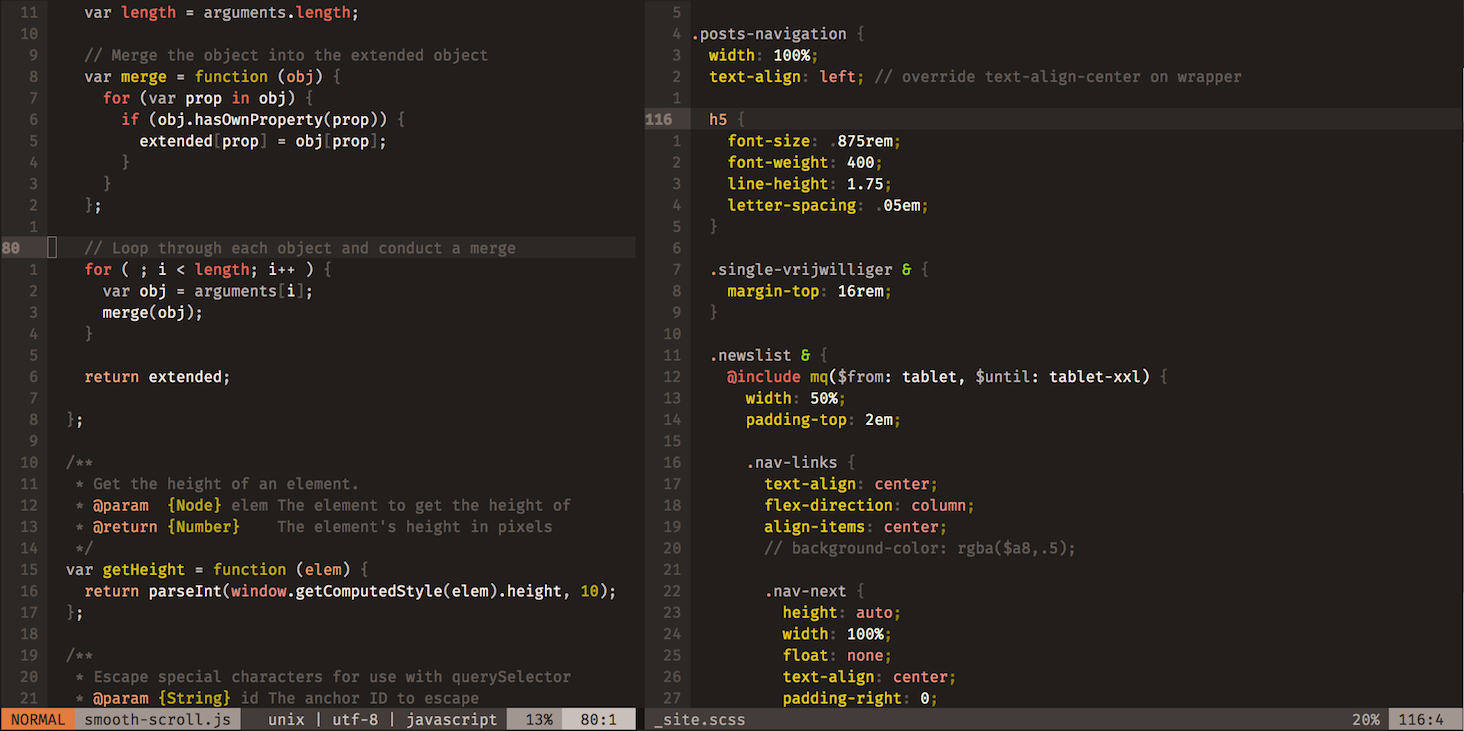 11 var length = arguments.length;
10
9 // Merge the object into the extended object
8 var merge = function (obj) {
7 for (var prop in obj) {
6 if (obj.hasOwnProperty(prop)) {
5 extended[prop] = obj[prop];
4 }
3 }
2 };
1
80 // Loop through each object and conduct a merge
1 for ( ; i < length; i++ ) {
2 var obj = arguments[i];
3 merge(obj);
4 }
5
6 return extended;
7
8 };
9
10 /**
11 * Get the height of an element.
12 * @param  {Node} elem The element to get the height of
13 * @return {Number}    The element's height in pixels
14 */
15 var getHeight = function (elem) {
16 return parseInt(window.getComputedStyle(elem).height, 10);
17 };
18
19 /**
20 * Escape special characters for use with querySelector
21 * @param {String} id The anchor ID to escape
NORMAL smooth-scroll.js unix | utf-8 | javascript 13% 80:1
5
4 .posts-navigation {
3 width: 100%;
2 text-align: left; // override text-align-center on wrapper
1
116 h5 {
1 font-size: .875rem;
2 font-weight: 400;
3 line-height: 1.75;
4 letter-spacing: .05em;
5 }
6
7 .single-vrijwilliger & {
8 margin-top: 16rem;
9 }
10
11 .newslist & {
12 @include mq($from: tablet, $until: tablet-xxl) {
13 width: 50%;
14 padding-top: 2em;
15
16 .nav-links {
17 text-align: center;
18 flex-direction: column;
19 align-items: center;
20 // background-color: rgba($a8,.5);
21
22 .nav-next {
23 height: auto;
24 width: 100%;
25 float: none;
26 text-align: center;
27 padding-right: 0;
_site.scss 20% 116:4